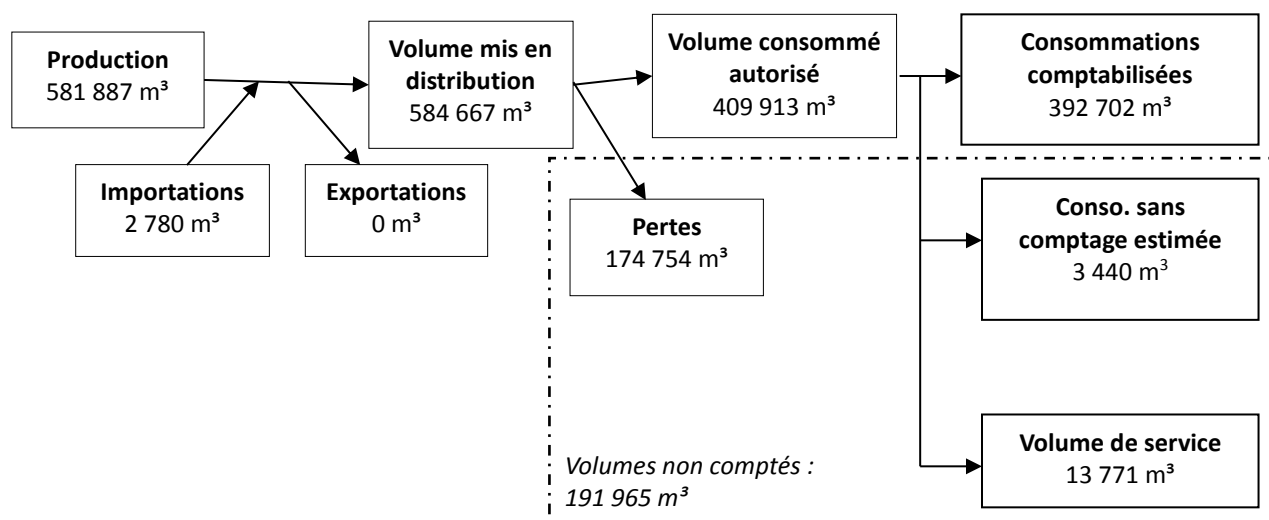 Production
581 887 m³
Volume mis en
distribution
584 667 m³
Volume consommé
autorisé
409 913 m³
Consommations
comptabilisées
392 702 m³
Importations
2 780 m³
Exportations
0 m³
Pertes
174 754 m³
Conso. sans
comptage estimée
3 440 m³
Volume de service
13 771 m³
Volumes non comptés :
191 965 m³